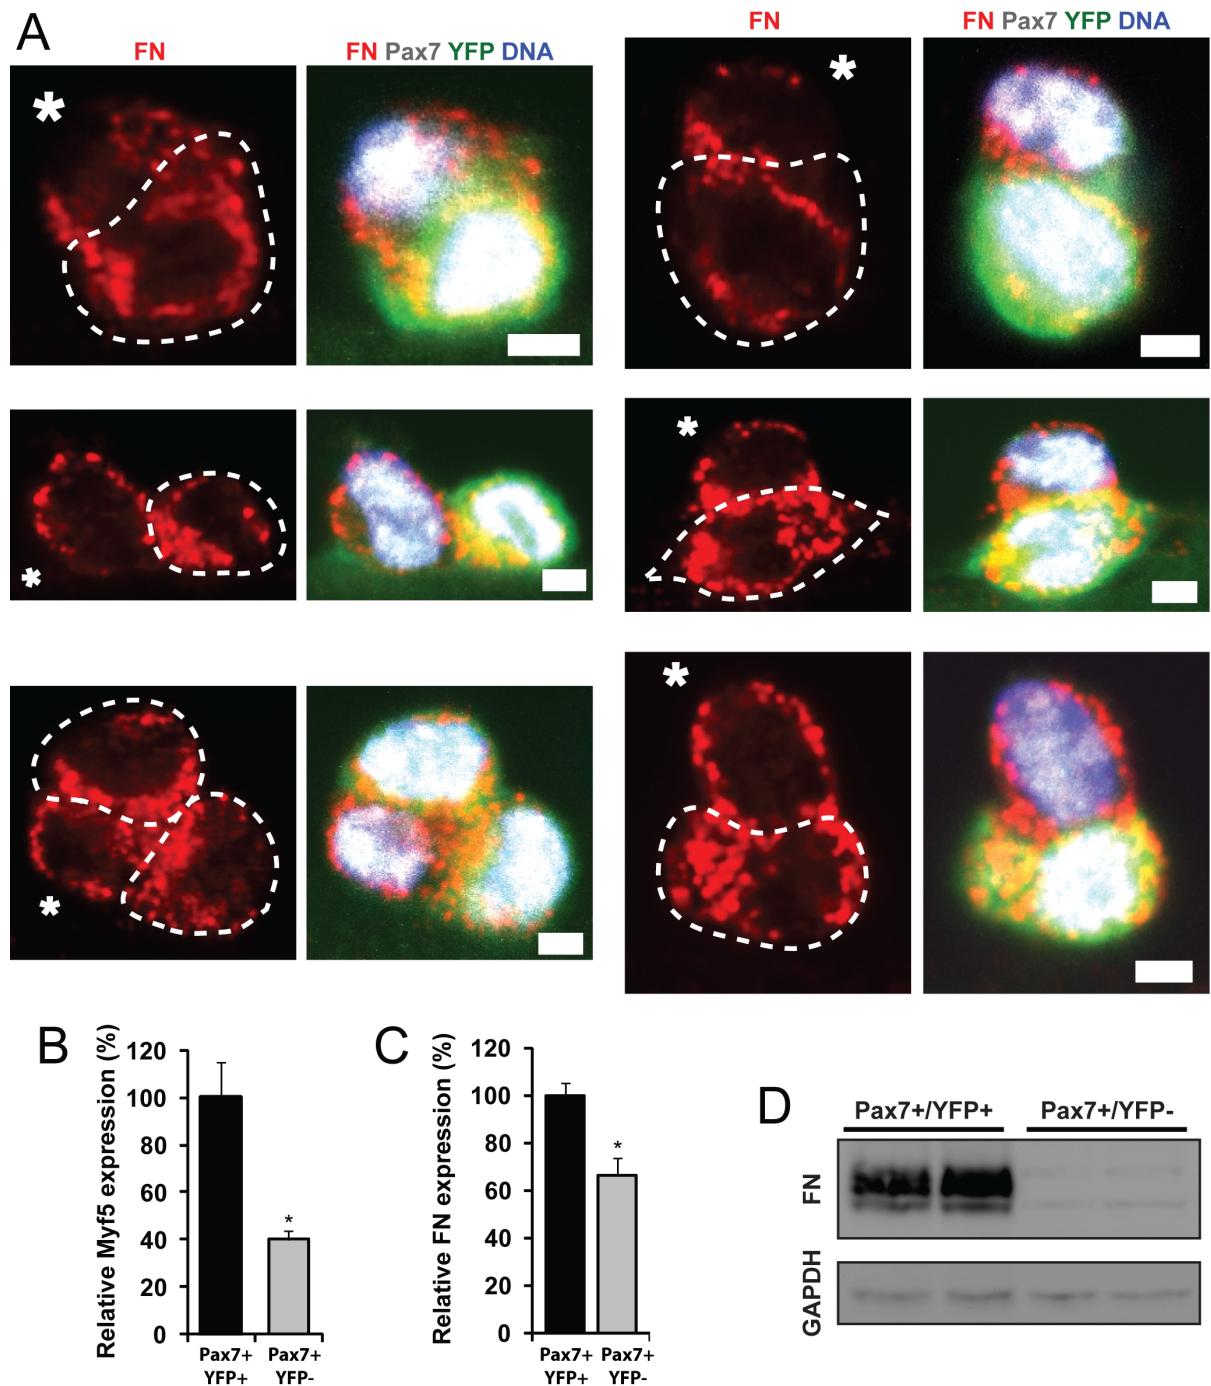 A
FN
FN Pax7 YFP DNA
FN
FN Pax7 YFP DNA
*
*
*
*
*
*
B
Relative Myf5 expression (%)
120
100
80
60
40
20
0
*
Pax7+
YFP+
Pax7+
YFP-
C
Relative FN expression (%)
120
100
80
60
40
20
0
*
Pax7+
YFP+
Pax7+
YFP-
D
Pax7+/YFP+
Pax7+/YFP-
FN
GAPDH